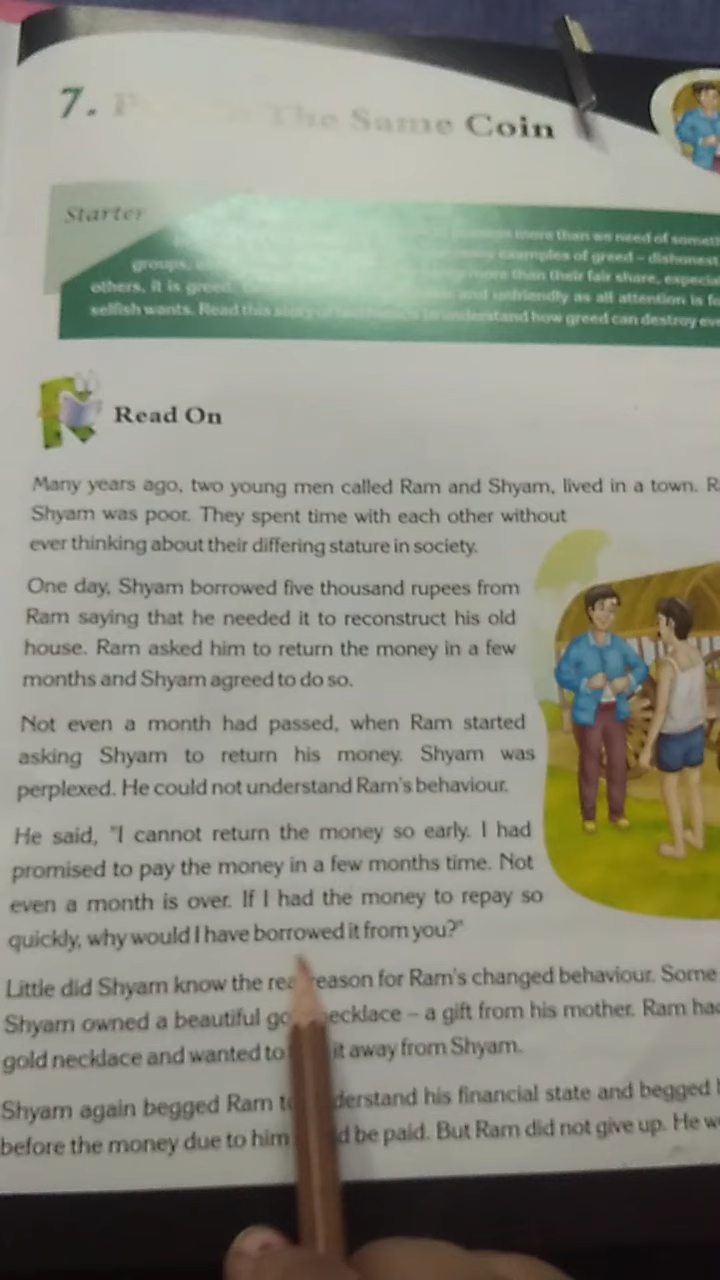 7. P The Same Coin
Starter
more than we need of somet
groups, examples of greed – dishonest
others, it is greed. more than their fair share, especia
and unfriendly as all attention is fo
selfish wants. Read this story understand how greed can destroy eve
Read On
Many years ago, two young men called Ram and Shyam, lived in a town. R
Shyam was poor. They spent time with each other without
ever thinking about their differing stature in society.
One day, Shyam borrowed five thousand rupees from
Ram saying that he needed it to reconstruct his old
house. Ram asked him to return the money in a few
months and Shyam agreed to do so.
Not even a month had passed, when Ram started
asking Shyam to return his money. Shyam was
perplexed. He could not understand Ram's behaviour.
He said, "I cannot return the money so early. I had
promised to pay the money in a few months time. Not
even a month is over. If I had the money to repay so
quickly, why would I have borrowed it from you?"
Little did Shyam know the rea reason for Ram's changed behaviour. Some
Shyam owned a beautiful go necklace – a gift from his mother. Ram ha
gold necklace and wanted to it away from Shyam.
Shyam again begged Ram t derstand his financial state and begged
before the money due to him d be paid. But Ram did not give up. He w